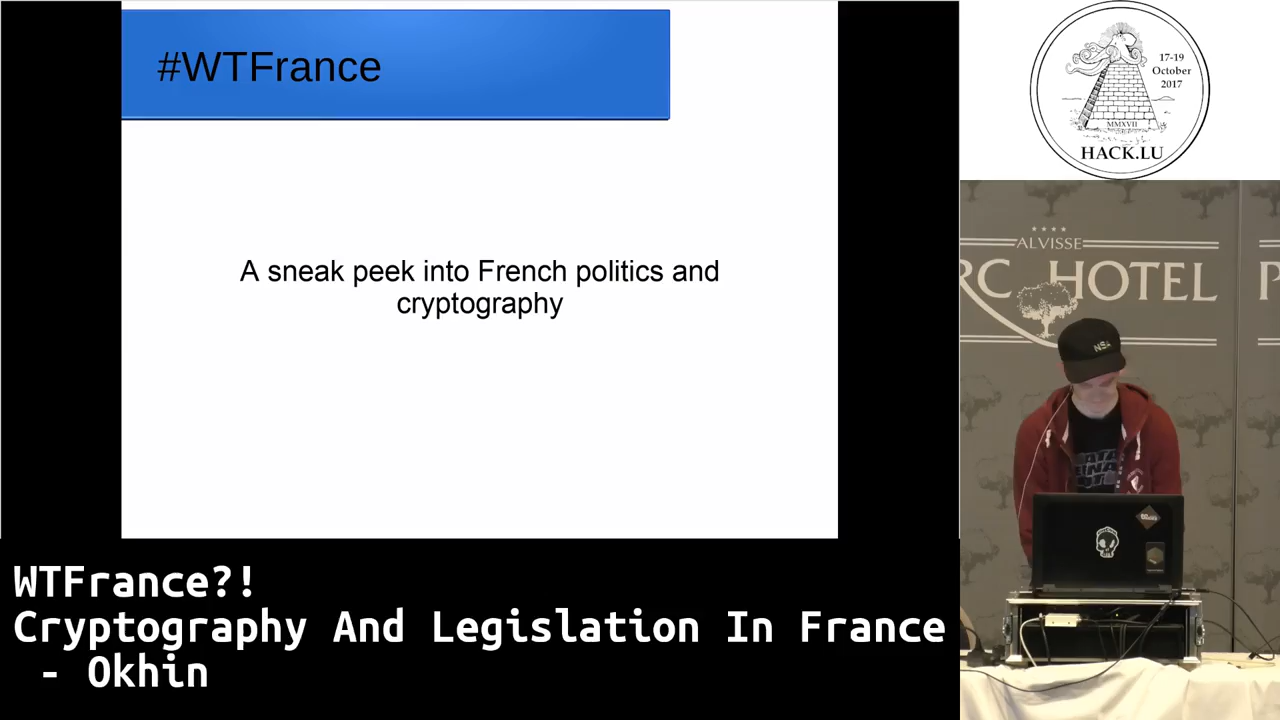 #WTFrance
A sneak peek into French politics and
cryptography
17-19
October
2017
MMXVII
HACK.LU
★★★★
ALVISSE
RC HOTEL P
NSA
WTFrance?!
Cryptography And Legislation In France
- Okhin